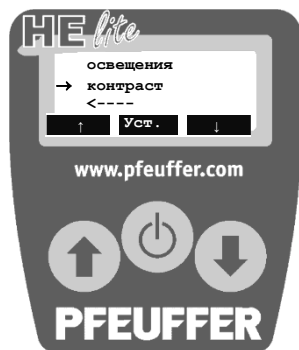 HE lite
освещения
→ контраст
<----
↑ Уст. ↓
www.pfeuffer.com
PFEUFFER